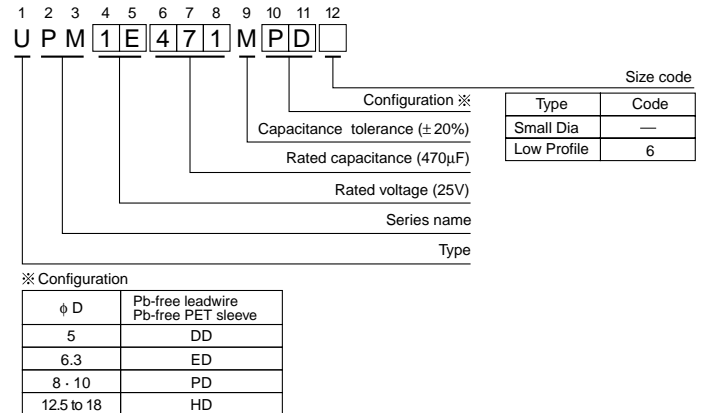 1 2 3 4 5 6 7 8 9 10 11 12
U P M 1 E 4 7 1 M P D
Size code
Configuration ※
Type Code
Capacitance tolerance (±20%)
Small Dia —
Rated capacitance (470μF)
Low Profile 6
Rated voltage (25V)
Series name
Type
※ Configuration
ϕ D Pb-free leadwire
Pb-free PET sleeve
5 DD
6.3 ED
8 · 10 PD
12.5 to 18 HD